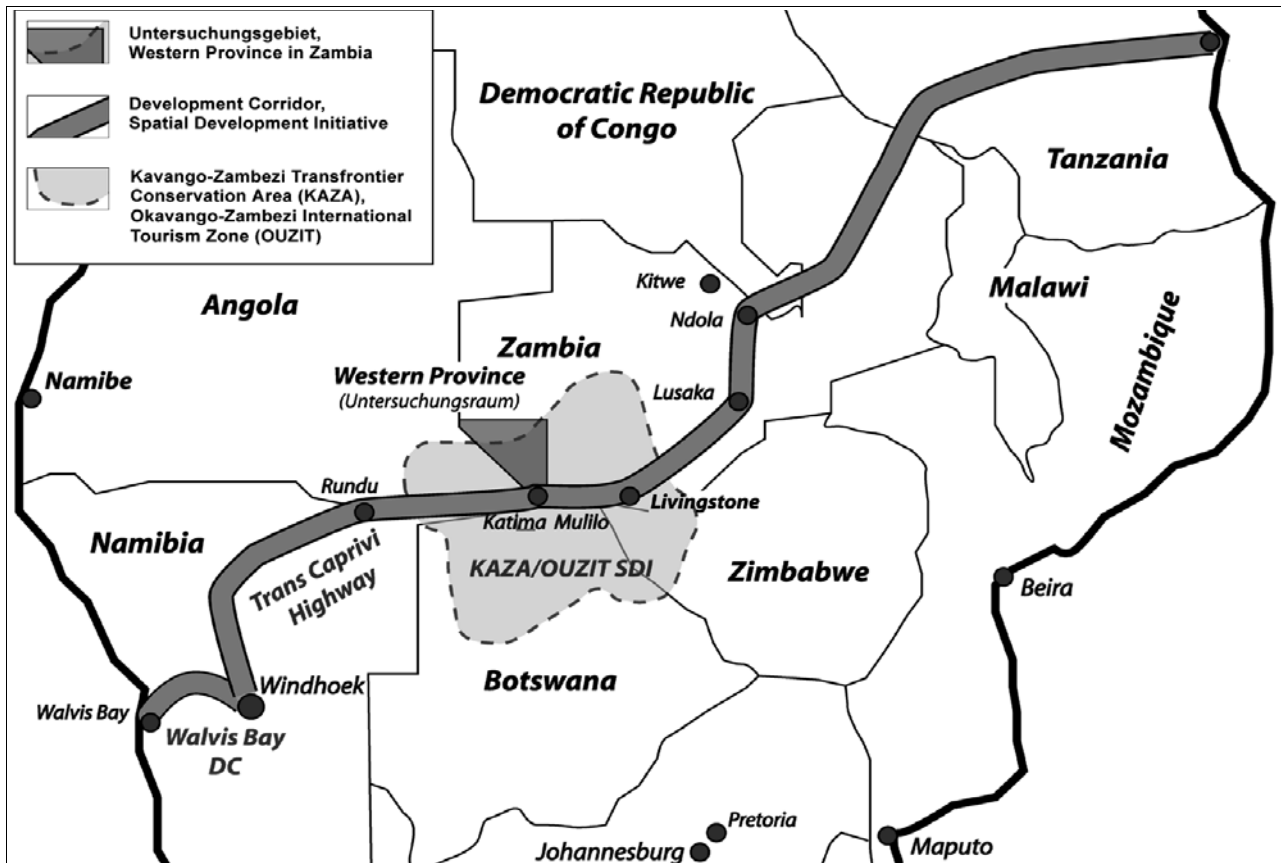 Untersuchungsgebiet,
Western Province in Zambia
Development Corridor,
Spatial Development Initiative
Kavango-Zambezi Transfrontier
Conservation Area (KAZA),
Okavango-Zambezi International
Tourism Zone (OUZIT)
Democratic Republic
of Congo
Tanzania
Angola
Kitwe
Malawi
Ndola
Mozambique
Zambia
Namibe
Western Province
(Untersuchungsraum)
Lusaka
Rundu
Livingstone
Katima Mulilo
Namibia
Trans Caprivi
Highway
KAZA/OUZIT SDI
Zimbabwe
Beira
Botswana
Windhoek
Walvis Bay
Walvis Bay
DC
Pretoria
Johannesburg
Maputo